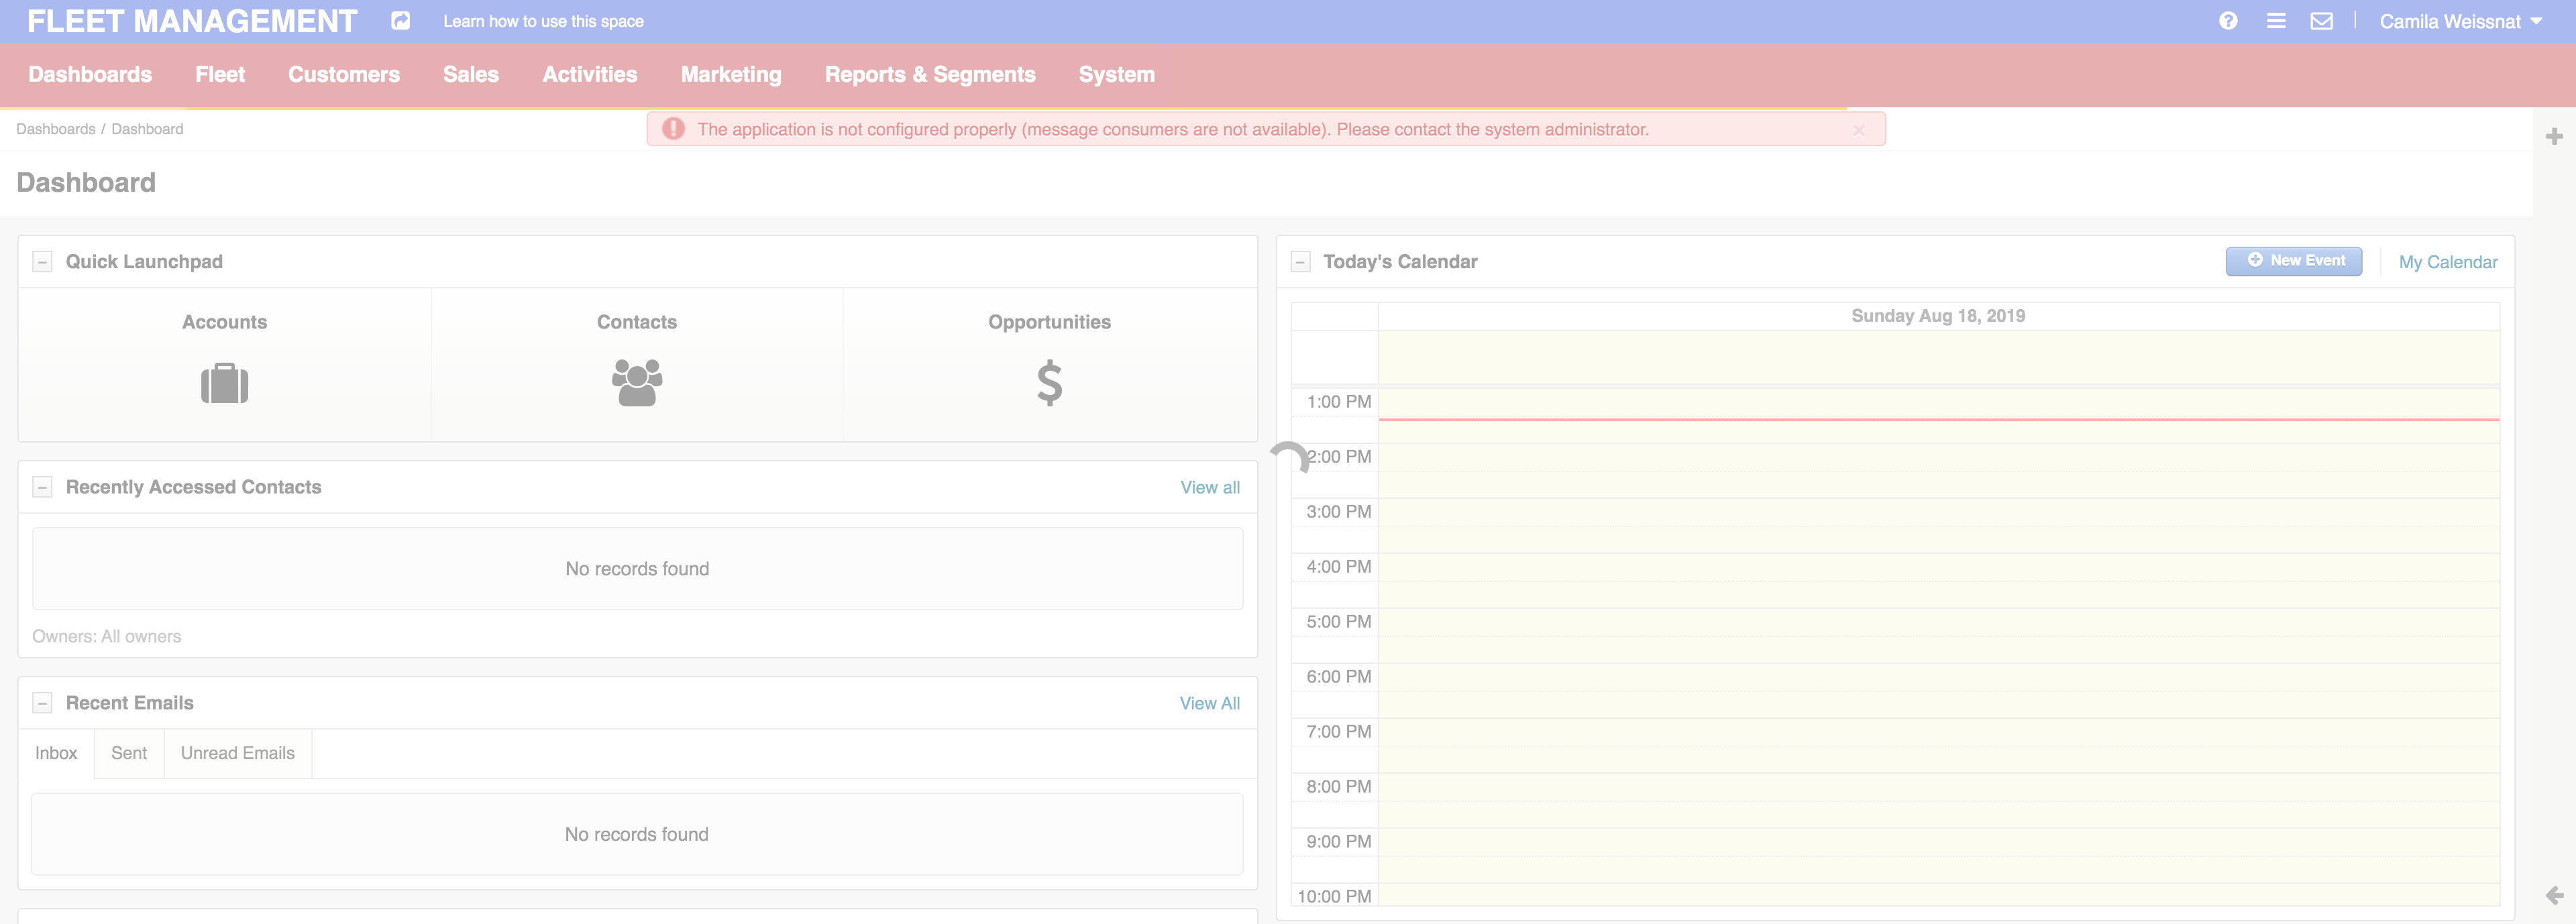 FLEET MANAGEMENT Learn how to use this space Camila Weissnat
Dashboards Fleet Customers Sales Activities Marketing Reports & Segments System
Dashboards / Dashboard
The application is not configured properly (message consumers are not available). Please contact the system administrator. ×
Dashboard
Quick Launchpad
Accounts Contacts Opportunities
Recently Accessed Contacts View all
No records found
Owners: All owners
Recent Emails View All
Inbox Sent Unread Emails
No records found
Today's Calendar New Event My Calendar
Sunday Aug 18, 2019
1:00 PM
2:00 PM
3:00 PM
4:00 PM
5:00 PM
6:00 PM
7:00 PM
8:00 PM
9:00 PM
10:00 PM